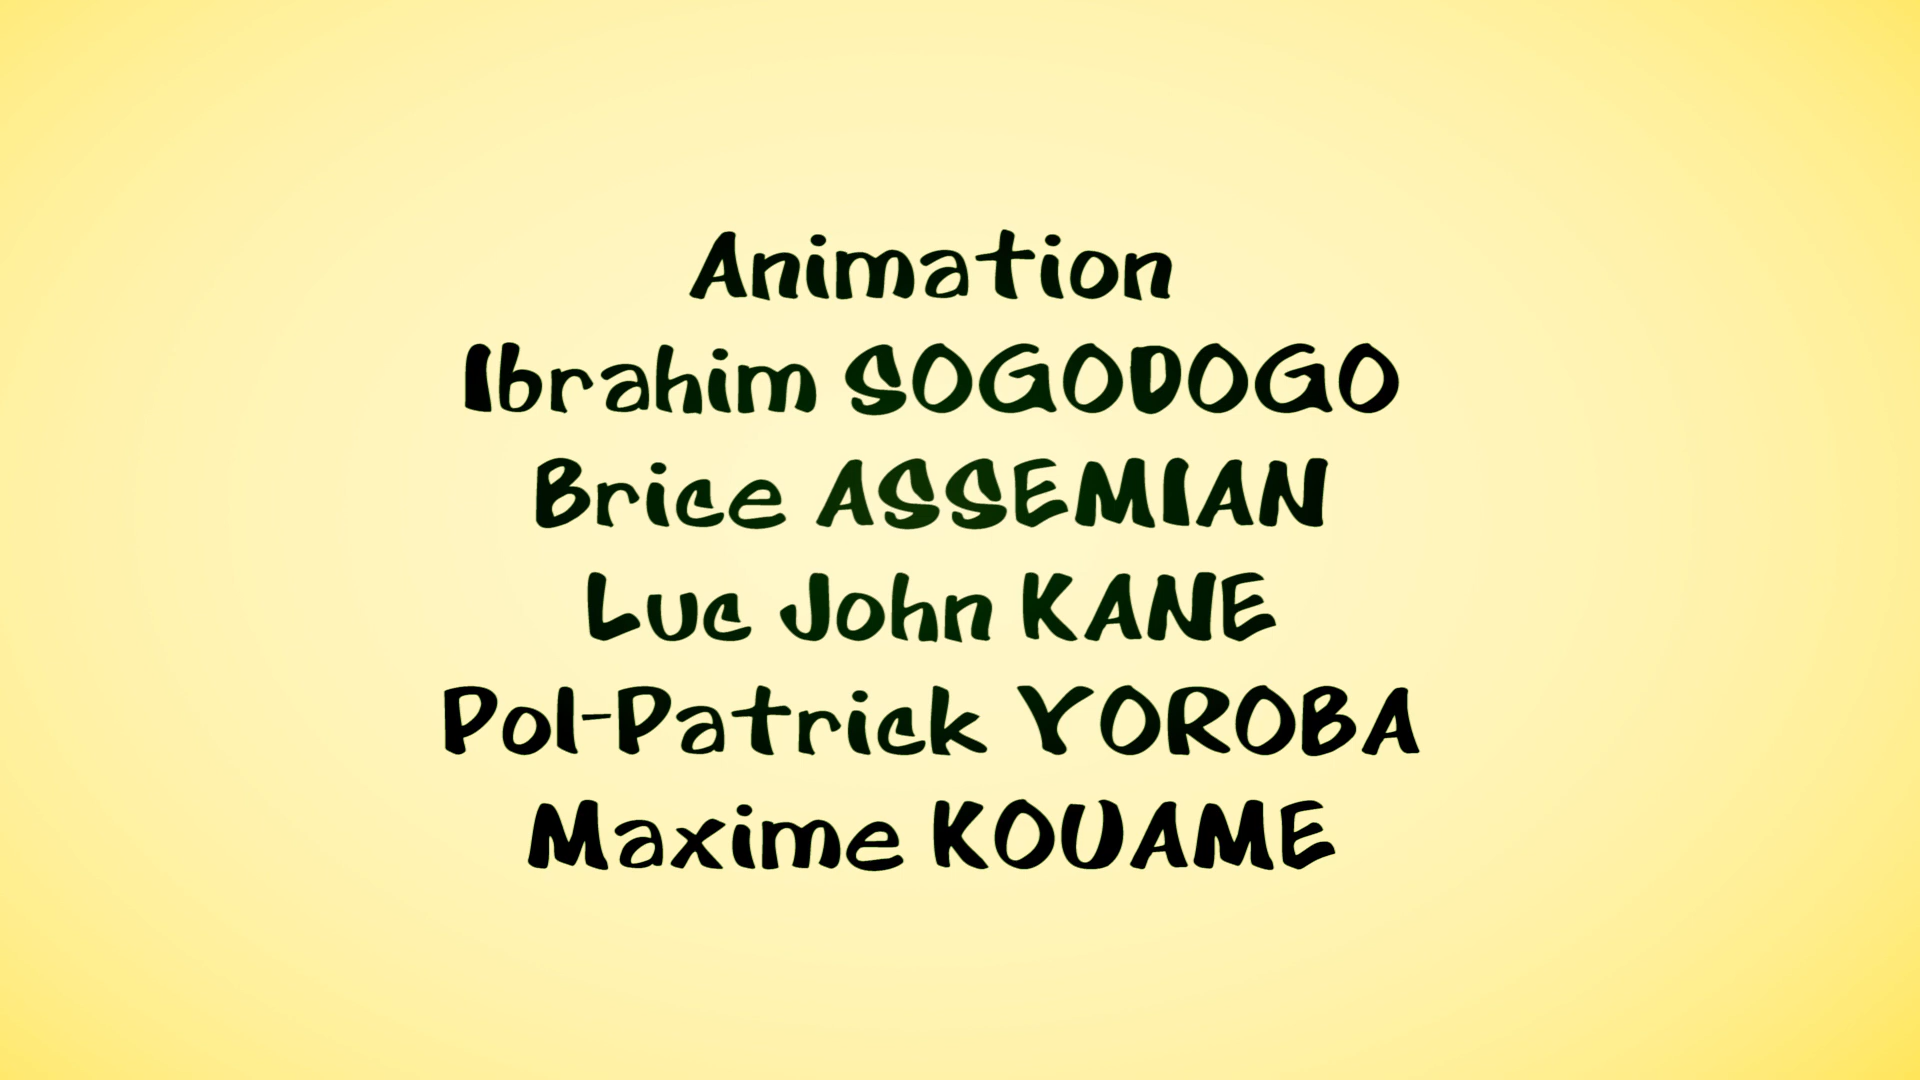 Animation
Ibrahim SOGODOGO
Brice ASSEMIAN
Luc John KANE
Pol-Patrick YOROBA
Maxime KOUAME